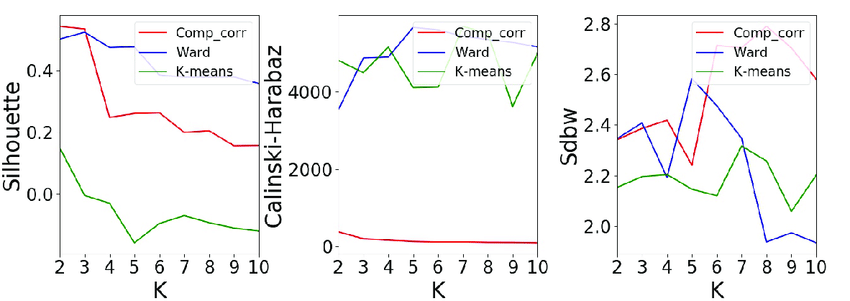 Silhouette
0.4
0.2
0.0
2 3 4 5 6 7 8 9 10
K
Comp_corr
Ward
K-means
Calinski-Harabaz
4000
2000
0
2 3 4 5 6 7 8 9 10
K
Comp_corr
Ward
K-means
Sdbw
2.8
2.6
2.4
2.2
2.0
2 3 4 5 6 7 8 9 10
K
Comp_corr
Ward
K-means